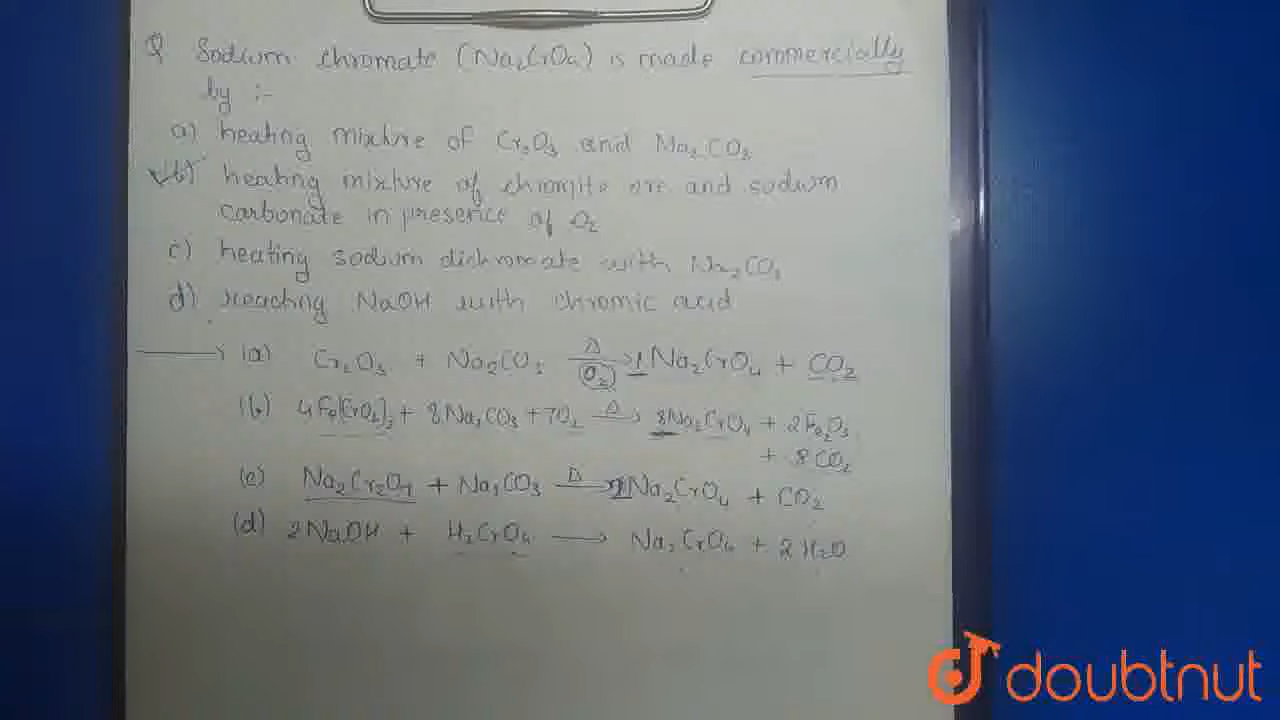 Q Sodium chromate (Na₂CrO₄) is made commercially
by :-
a) heating mixture of Cr₂O₃ and Na₂CO₃
b) heating mixture of chromite ore and sodium
carbonate in presence of O₂
c) heating sodium dichromate with Na₂CO₃
d) reacting NaOH with chromic acid
(a) Cr₂O₃ + Na₂CO₃ —Δ/O₂→ Na₂CrO₄ + CO₂
(b) 4Fe(CrO₂)₂ + 8Na₂CO₃ + 7O₂ —Δ→ 8Na₂CrO₄ + 2Fe₂O₃
+ 8CO₂
(c) Na₂Cr₂O₇ + Na₂CO₃ —Δ→ 2Na₂CrO₄ + CO₂
(d) 2NaOH + H₂CrO₄ → Na₂CrO₄ + 2H₂O
doubtnut